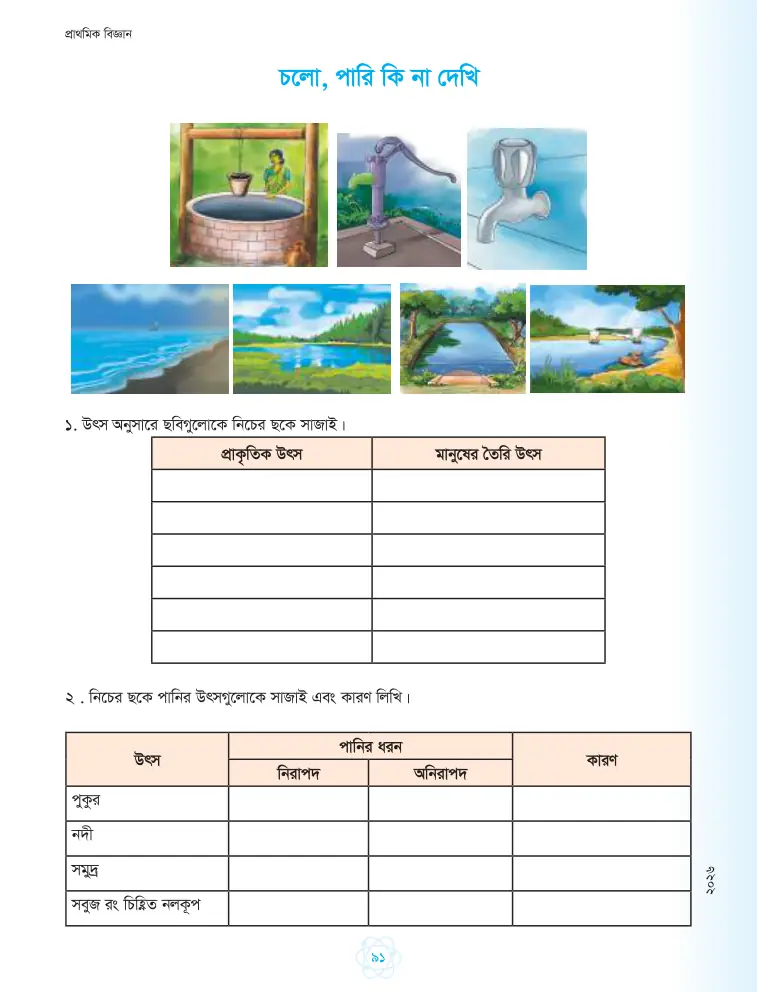 প্রাথমিক বিজ্ঞান
চলো, পারি কি না দেখি
১. উৎস অনুসারে ছবিগুলোকে নিচের ছকে সাজাই।
প্রাকৃতিক উৎস মানুষের তৈরি উৎস
২ . নিচের ছকে পানির উৎসগুলোকে সাজাই এবং কারণ লিখি।
উৎস পানির ধরন কারণ
নিরাপদ অনিরাপদ
পুকুর
নদী
সমুদ্র
সবুজ রং চিহ্নিত নলকূপ
২০২৬
৯১